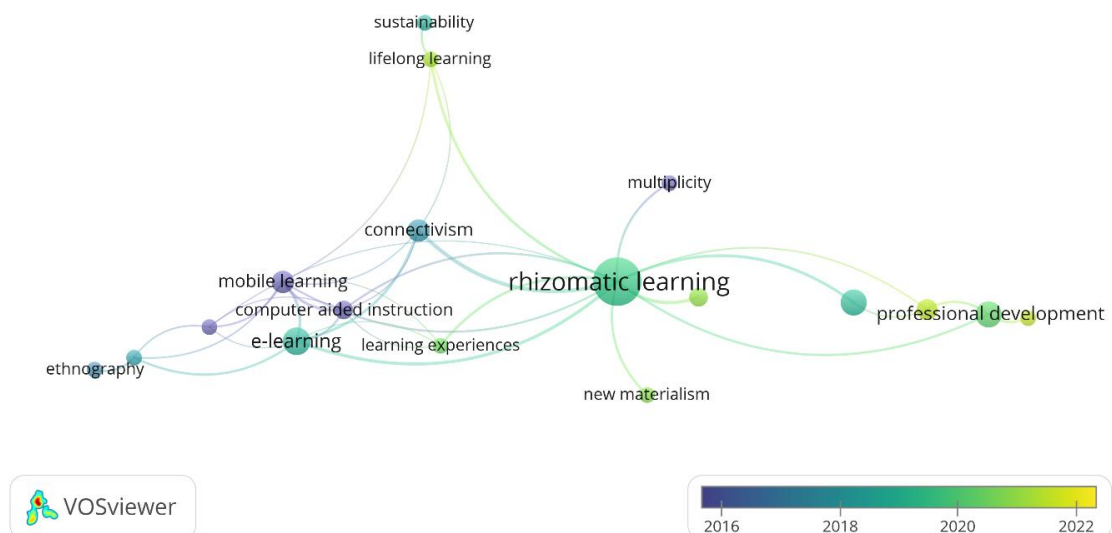 sustainability
lifelong learning
multiplicity
connectivism
mobile learning
rhizomatic learning
computer aided instruction
professional development
e-learning
learning experiences
ethnography
new materialism
VOSviewer
2016
2018
2020
2022